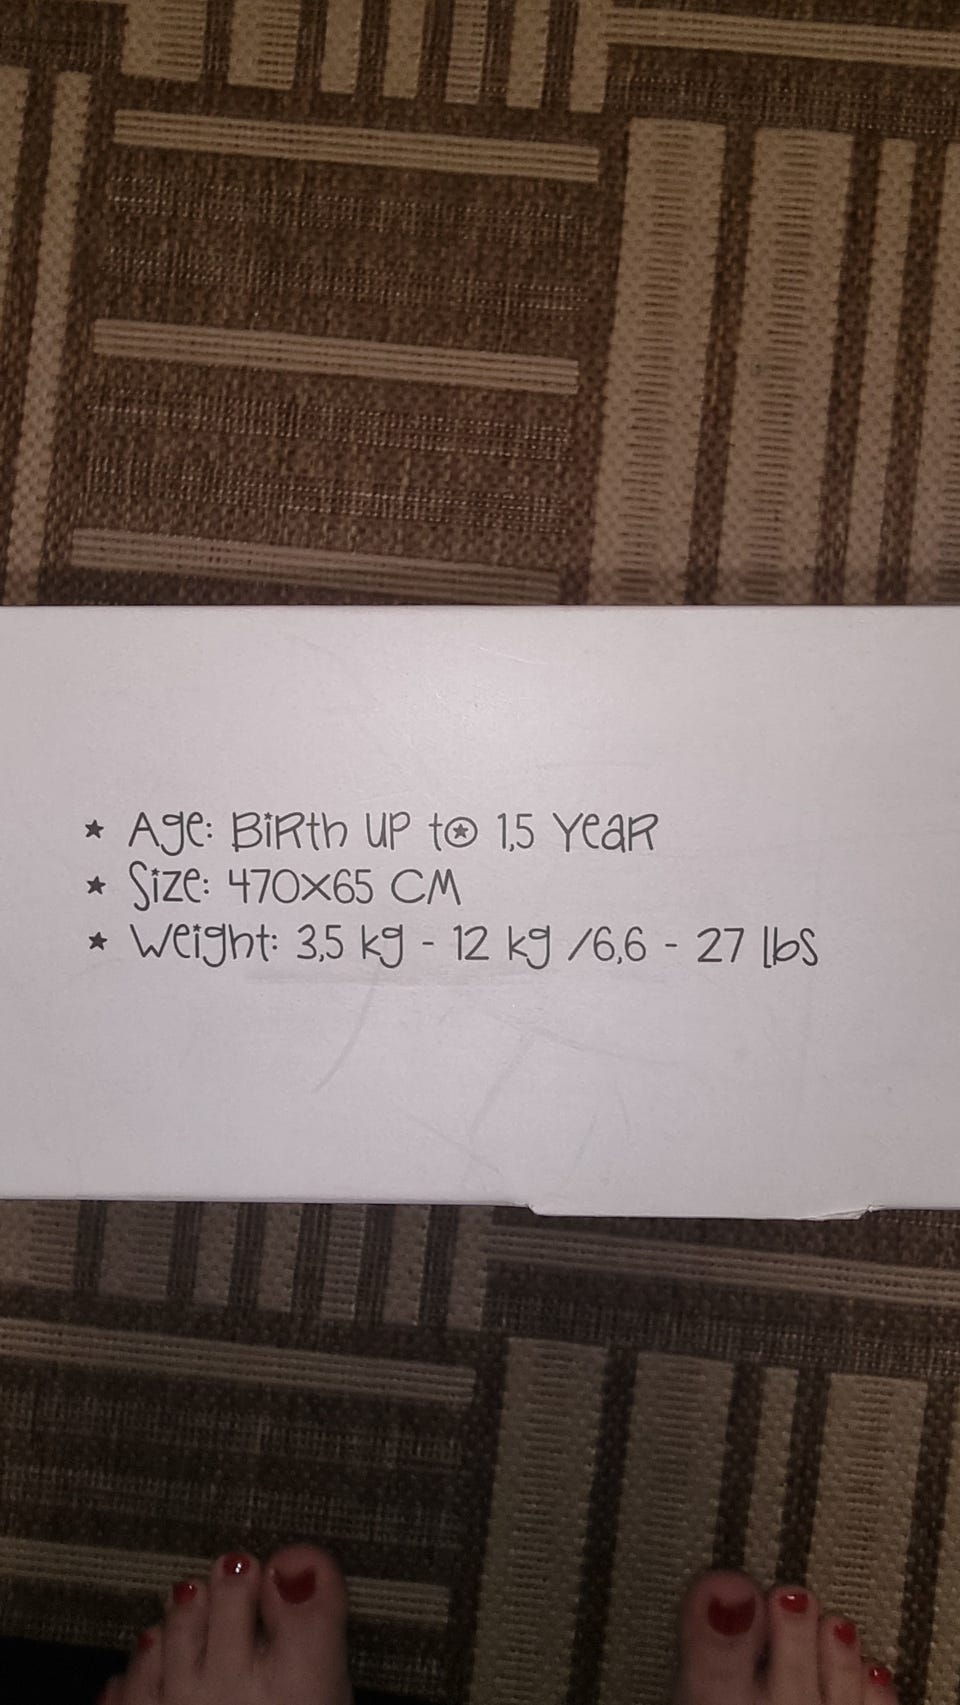 ★ Age: BiRth UP to 1,5 YeaR
★ Size: 470x65 CM
★ Weight: 3,5 kg - 12 kg /6,6 - 27 lbs